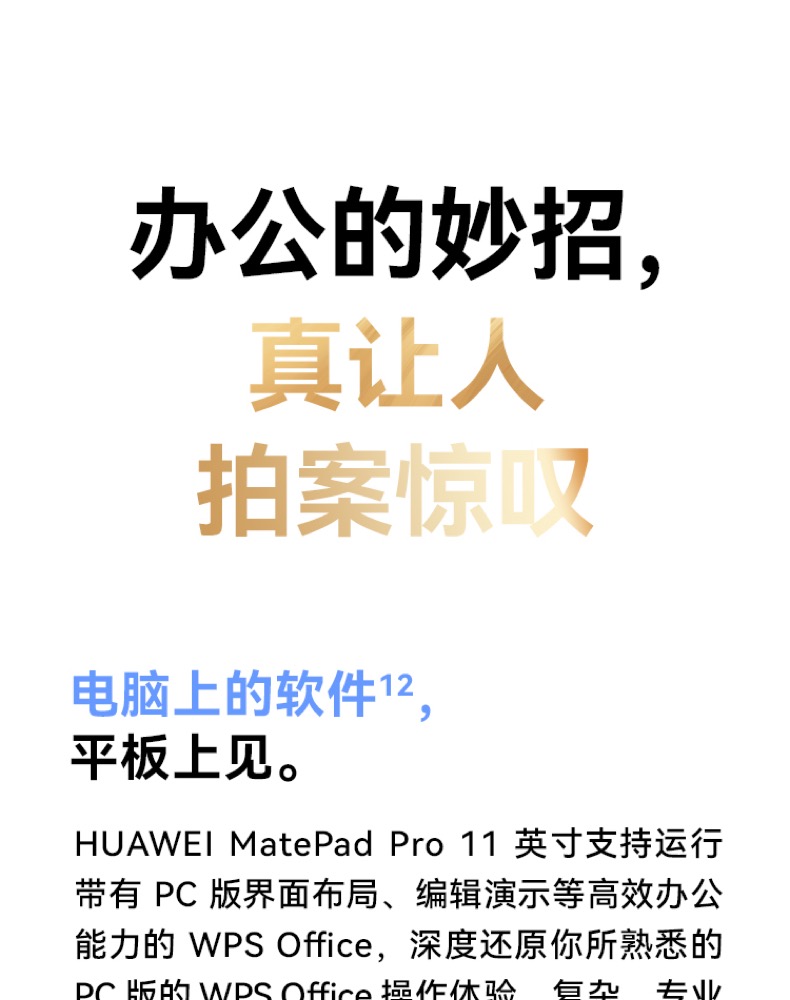 办公的妙招,
真让人
拍案惊叹
电脑上的软件12,
平板上见。
HUAWEI MatePad Pro 11 英寸支持运行
带有 PC 版界面布局、编辑演示等高效办公
能力的 WPS Office，深度还原你所熟悉的
PC 版的 WPS Office 操作体验，复杂、专业